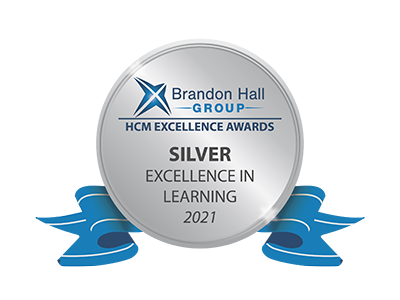 Brandon Hall
GROUP
HCM EXCELLENCE AWARDS
SILVER
EXCELLENCE IN
LEARNING
2021